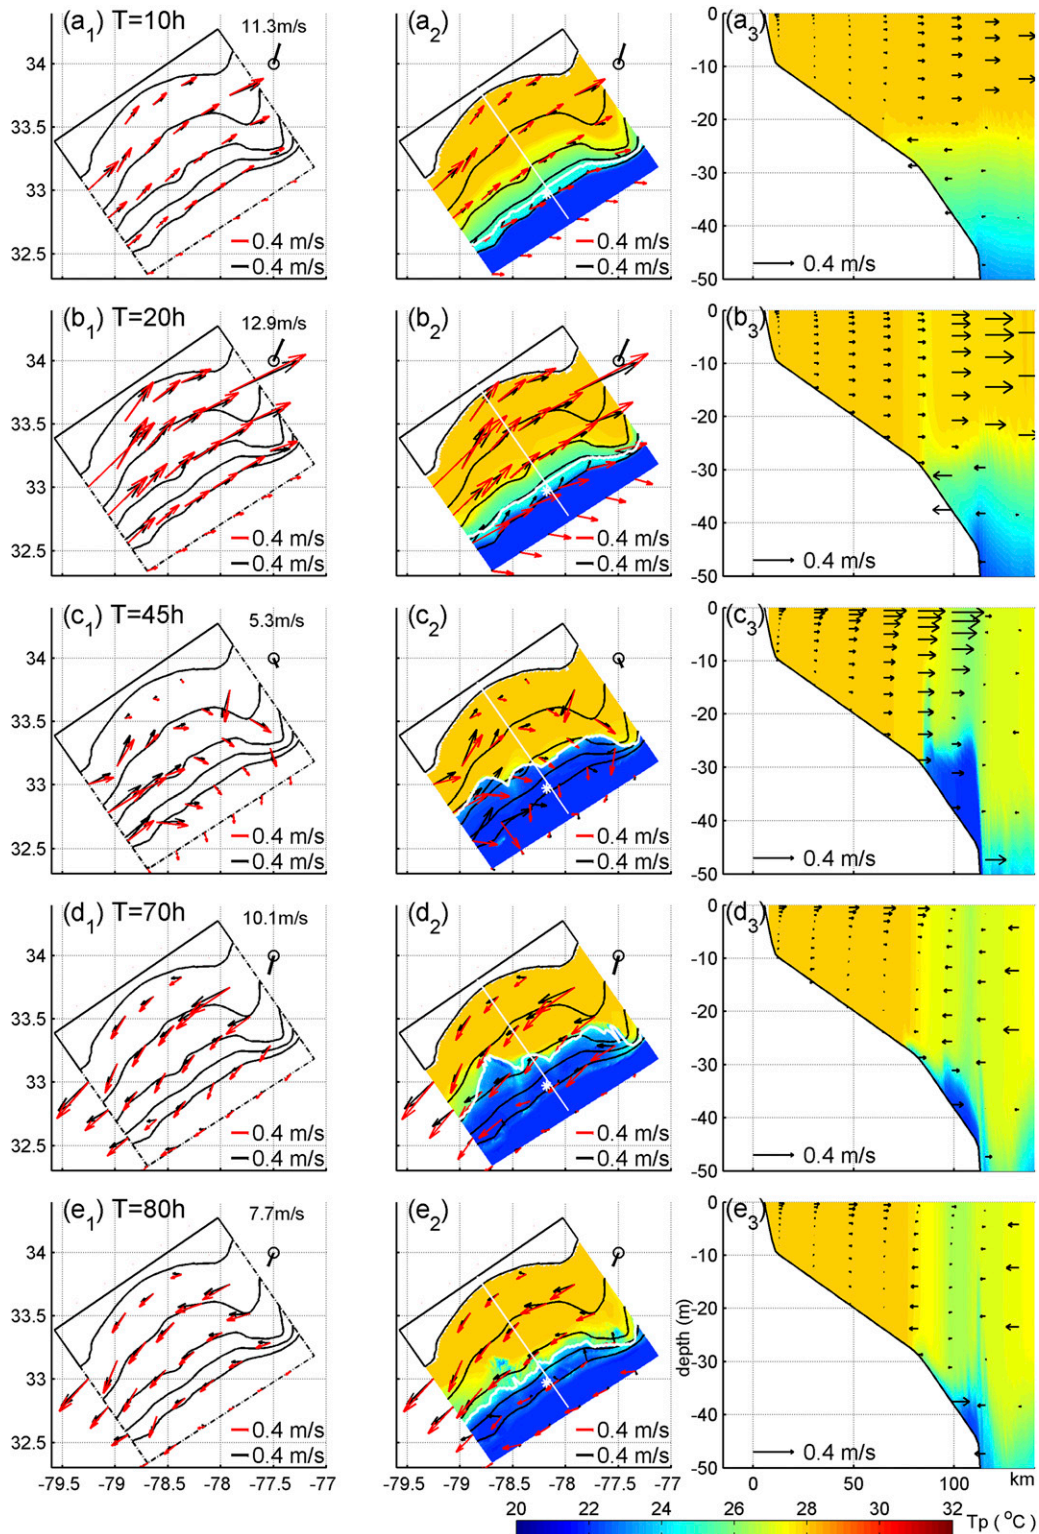 (a1) T=10h 11.3m/s (a2) (a3)
0
-10
-20
-30
-40
-50
34
33.5
33
32.5
0.4 m/s 0.4 m/s
0.4 m/s 0.4 m/s 0.4 m/s
(b1) T=20h 12.9m/s (b2) (b3)
0
-10
-20
-30
-40
-50
34
33.5
33
32.5
0.4 m/s 0.4 m/s
0.4 m/s 0.4 m/s 0.4 m/s
(c1) T=45h 5.3m/s (c2) (c3)
0
-10
-20
-30
-40
-50
34
33.5
33
32.5
0.4 m/s 0.4 m/s
0.4 m/s 0.4 m/s 0.4 m/s
(d1) T=70h 10.1m/s (d2) (d3)
0
-10
-20
-30
-40
-50
34
33.5
33
32.5
0.4 m/s 0.4 m/s
0.4 m/s 0.4 m/s 0.4 m/s
(e1) T=80h 7.7m/s (e2) (e3)
0
-10
-20
-30
-40
-50
depth (m)
34
33.5
33
32.5
0.4 m/s 0.4 m/s
0.4 m/s 0.4 m/s 0.4 m/s
-79.5 -79 -78.5 -78 -77.5 -77 -79.5 -79 -78.5 -78 -77.5 -77 0 50 100 km
20 22 24 26 28 30 32 Tp (°C)